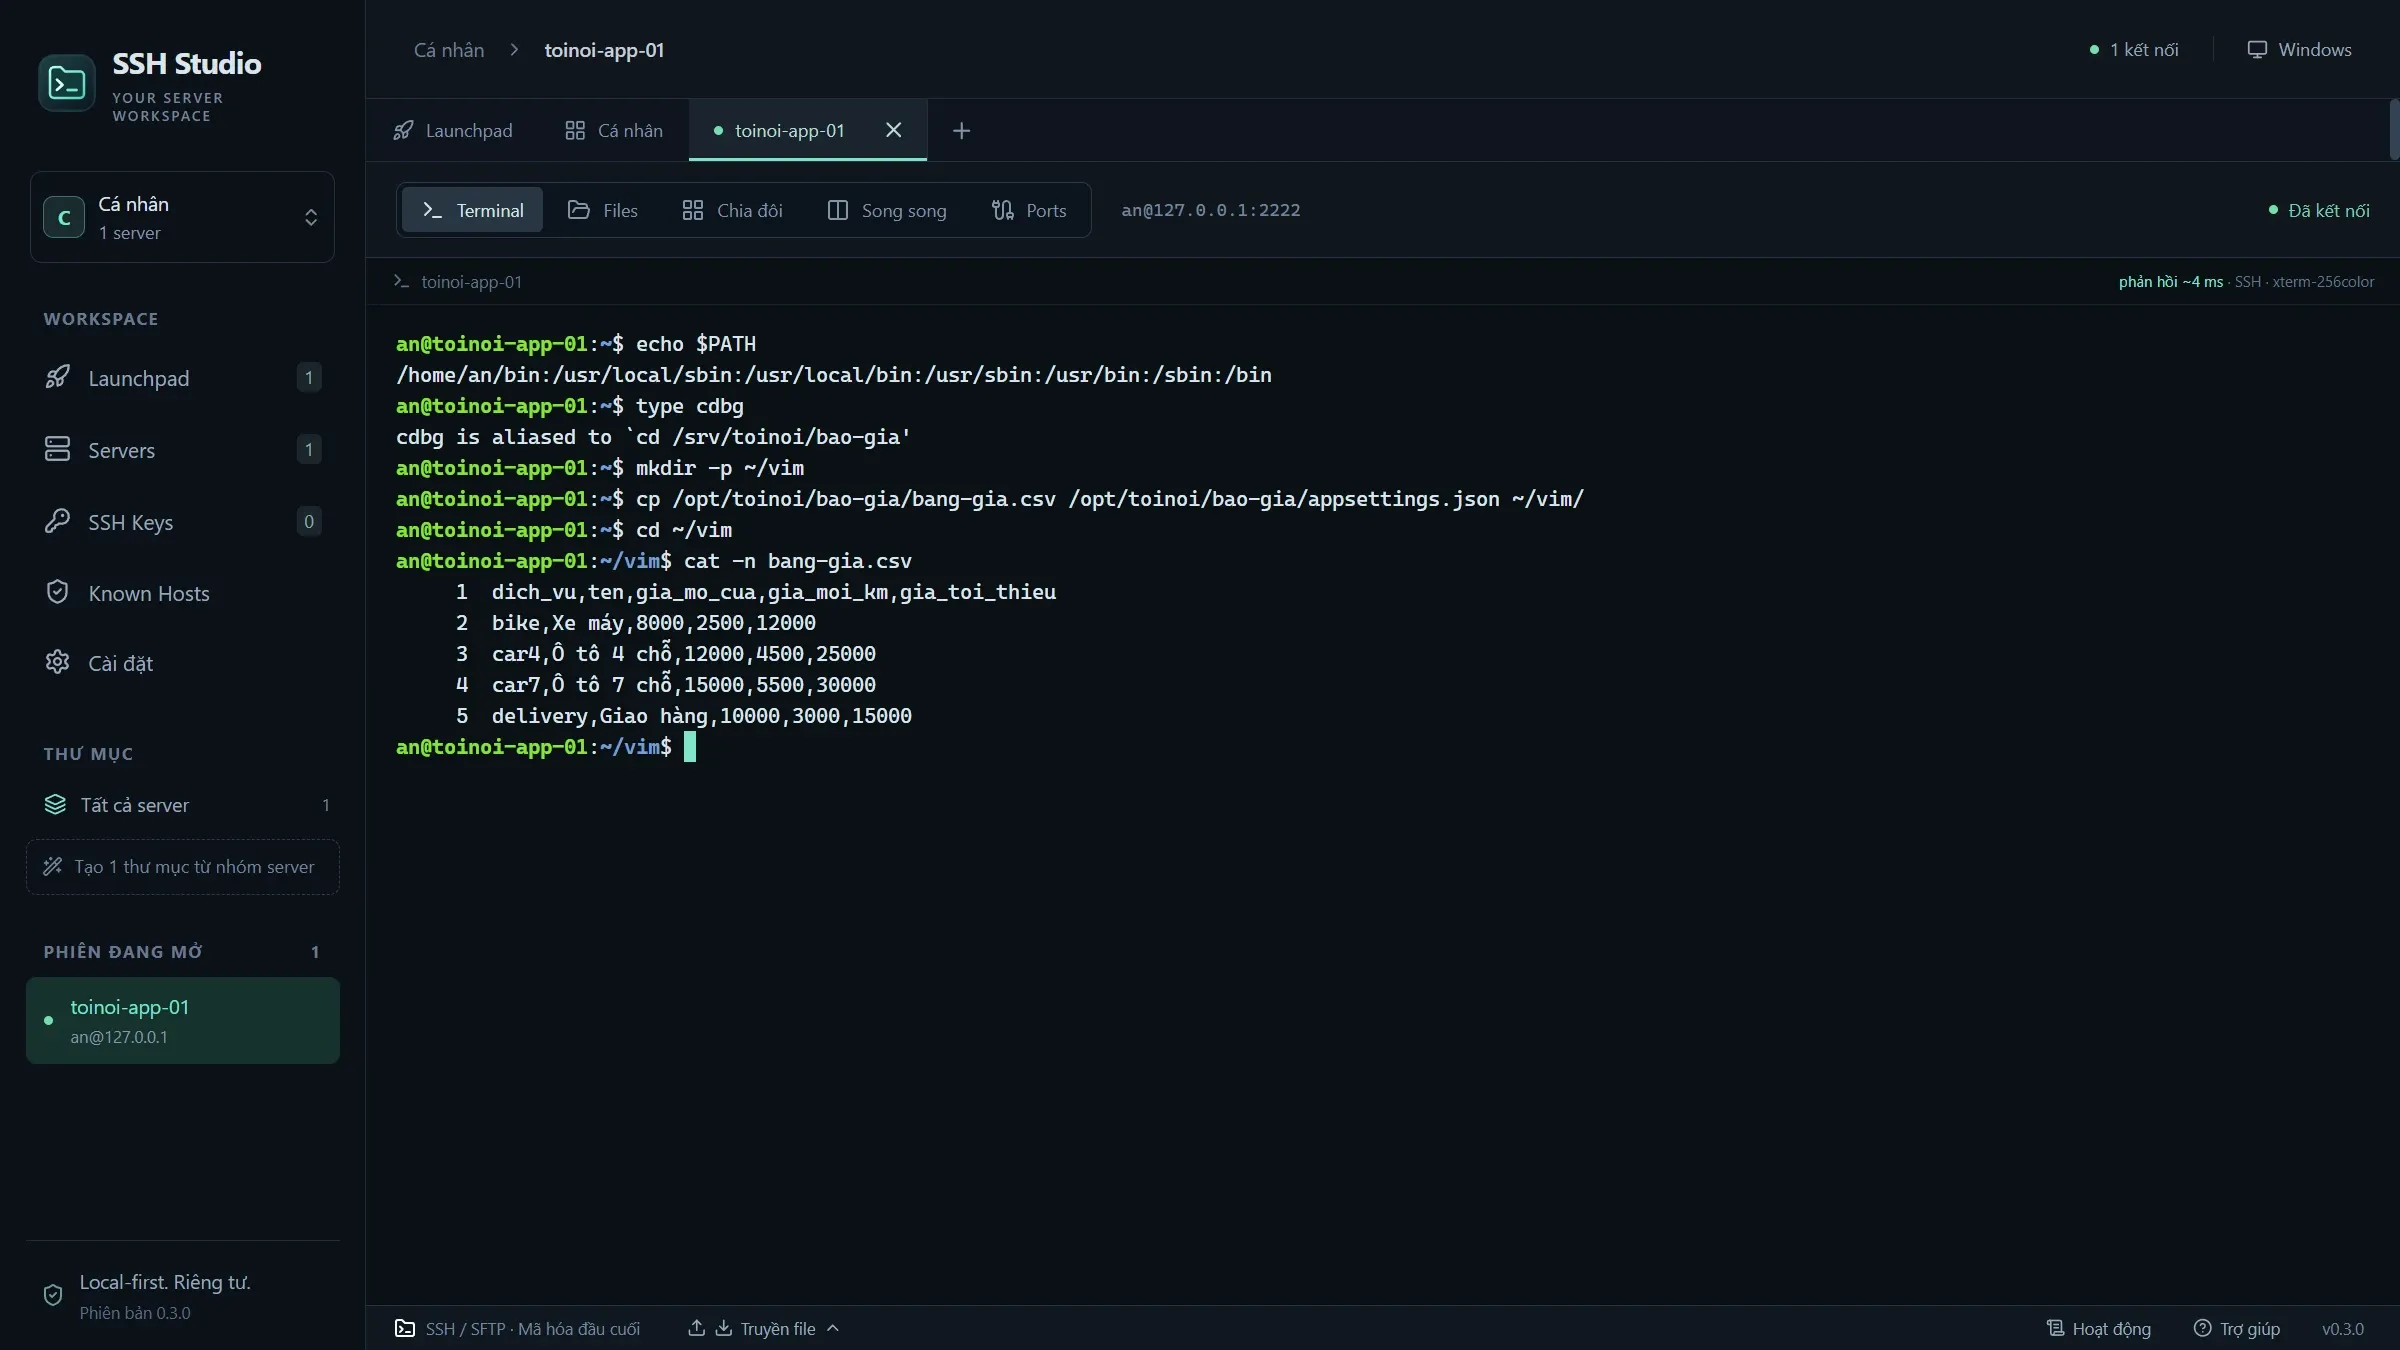 SSH Studio
YOUR SERVER
WORKSPACE
C
Cá nhân
1 server
WORKSPACE
Launchpad 1
Servers 1
SSH Keys 0
Known Hosts
Cài đặt
THƯ MỤC
Tất cả server 1
Tạo 1 thư mục từ nhóm server
PHIÊN ĐANG MỞ 1
toinoi-app-01
an@127.0.0.1
Local-first. Riêng tư.
Phiên bản 0.3.0
Cá nhân > toinoi-app-01
1 kết nối
Windows
Launchpad
Cá nhân
toinoi-app-01
Terminal
Files
Chia đôi
Song song
Ports
an@127.0.0.1:2222
Đã kết nối
toinoi-app-01
phản hồi ~4 ms · SSH · xterm-256color
an@toinoi-app-01:~$ echo $PATH
/home/an/bin:/usr/local/sbin:/usr/local/bin:/usr/sbin:/usr/bin:/sbin:/bin
an@toinoi-app-01:~$ type cdbg
cdbg is aliased to `cd /srv/toinoi/bao-gia'
an@toinoi-app-01:~$ mkdir -p ~/vim
an@toinoi-app-01:~$ cp /opt/toinoi/bao-gia/bang-gia.csv /opt/toinoi/bao-gia/appsettings.json ~/vim/
an@toinoi-app-01:~$ cd ~/vim
an@toinoi-app-01:~/vim$ cat -n bang-gia.csv
1 dich_vu,ten,gia_mo_cua,gia_moi_km,gia_toi_thieu
2 bike,Xe máy,8000,2500,12000
3 car4,Ô tô 4 chỗ,12000,4500,25000
4 car7,Ô tô 7 chỗ,15000,5500,30000
5 delivery,Giao hàng,10000,3000,15000
an@toinoi-app-01:~/vim$
SSH / SFTP · Mã hóa đầu cuối
Truyền file
Hoạt động
Trợ giúp
v0.3.0